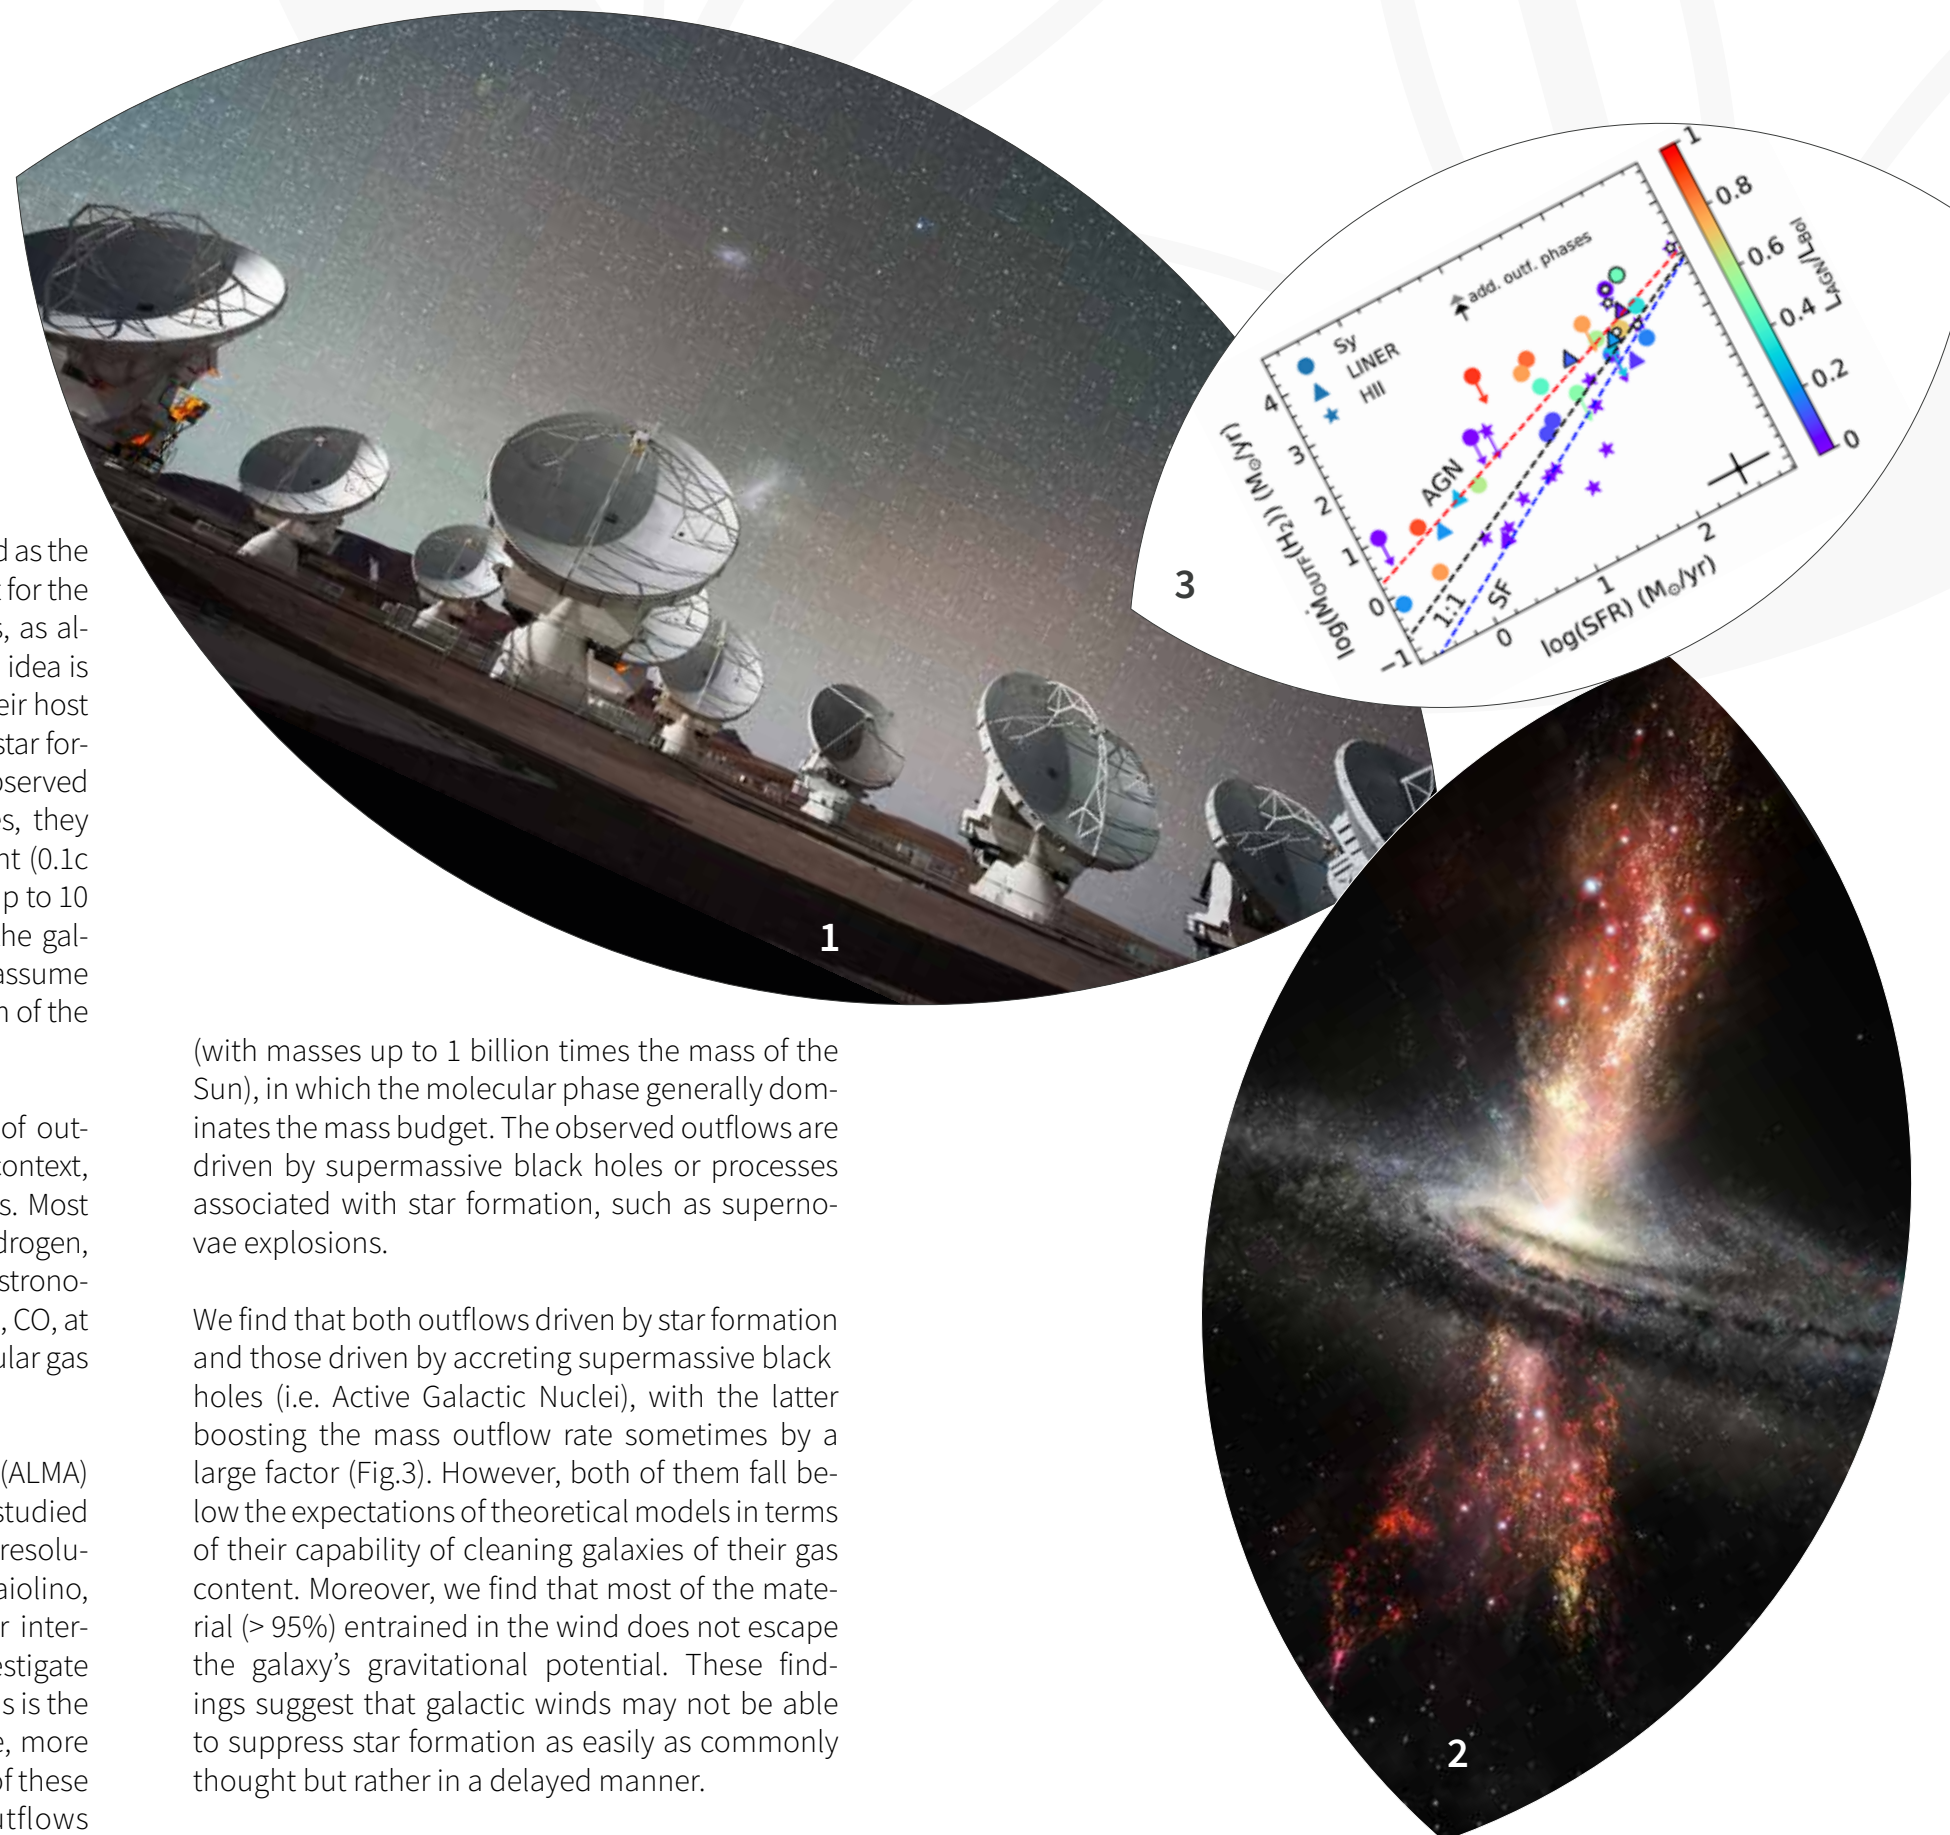 d as the
t for the
s, as al-
idea is
eir host
star for-
bserved
es, they
nt (0.1c
p to 10
he gal-
assume
n of the
of out-
context,
s. Most
drogen,
strono-
, CO, at
ular gas
(ALMA)
studied
resolu-
aiolino,
r inter-
estigate
s is the
e, more
of these
utflows
(with masses up to 1 billion times the mass of the
Sun), in which the molecular phase generally dom-
inates the mass budget. The observed outflows are
driven by supermassive black holes or processes
associated with star formation, such as superno-
vae explosions.
We find that both outflows driven by star formation
and those driven by accreting supermassive black
holes (i.e. Active Galactic Nuclei), with the latter
boosting the mass outflow rate sometimes by a
large factor (Fig.3). However, both of them fall be-
low the expectations of theoretical models in terms
of their capability of cleaning galaxies of their gas
content. Moreover, we find that most of the mate-
rial (> 95%) entrained in the wind does not escape
the galaxy’s gravitational potential. These find-
ings suggest that galactic winds may not be able
to suppress star formation as easily as commonly
thought but rather in a delayed manner.
1
3
Sy
LINER
HII
add. outf. phases
AGN
1:1
SF
4
3
2
1
0
−1
log(Ṁ_OUTF(H₂)) (M⊙/yr)
0
1
2
log(SFR) (M⊙/yr)
1
0.8
0.6
0.4
0.2
0
L_AGN/L_Bol
2